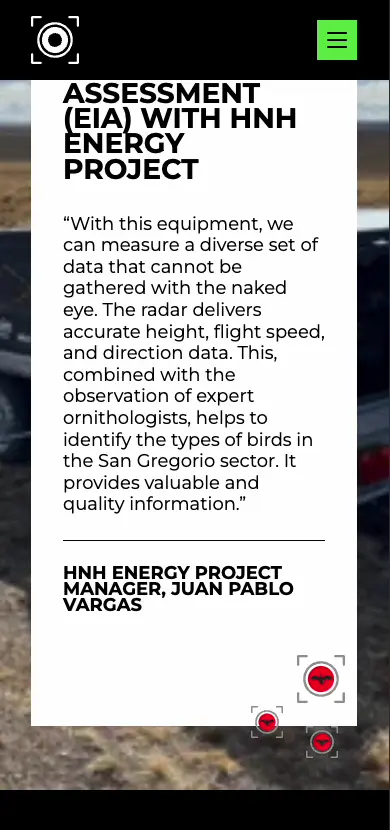 ASSESSMENT
(EIA) WITH HNH
ENERGY
PROJECT
“With this equipment, we
can measure a diverse set of
data that cannot be
gathered with the naked
eye. The radar delivers
accurate height, flight speed,
and direction data. This,
combined with the
observation of expert
ornithologists, helps to
identify the types of birds in
the San Gregorio sector. It
provides valuable and
quality information.”
HNH ENERGY PROJECT
MANAGER, JUAN PABLO
VARGAS